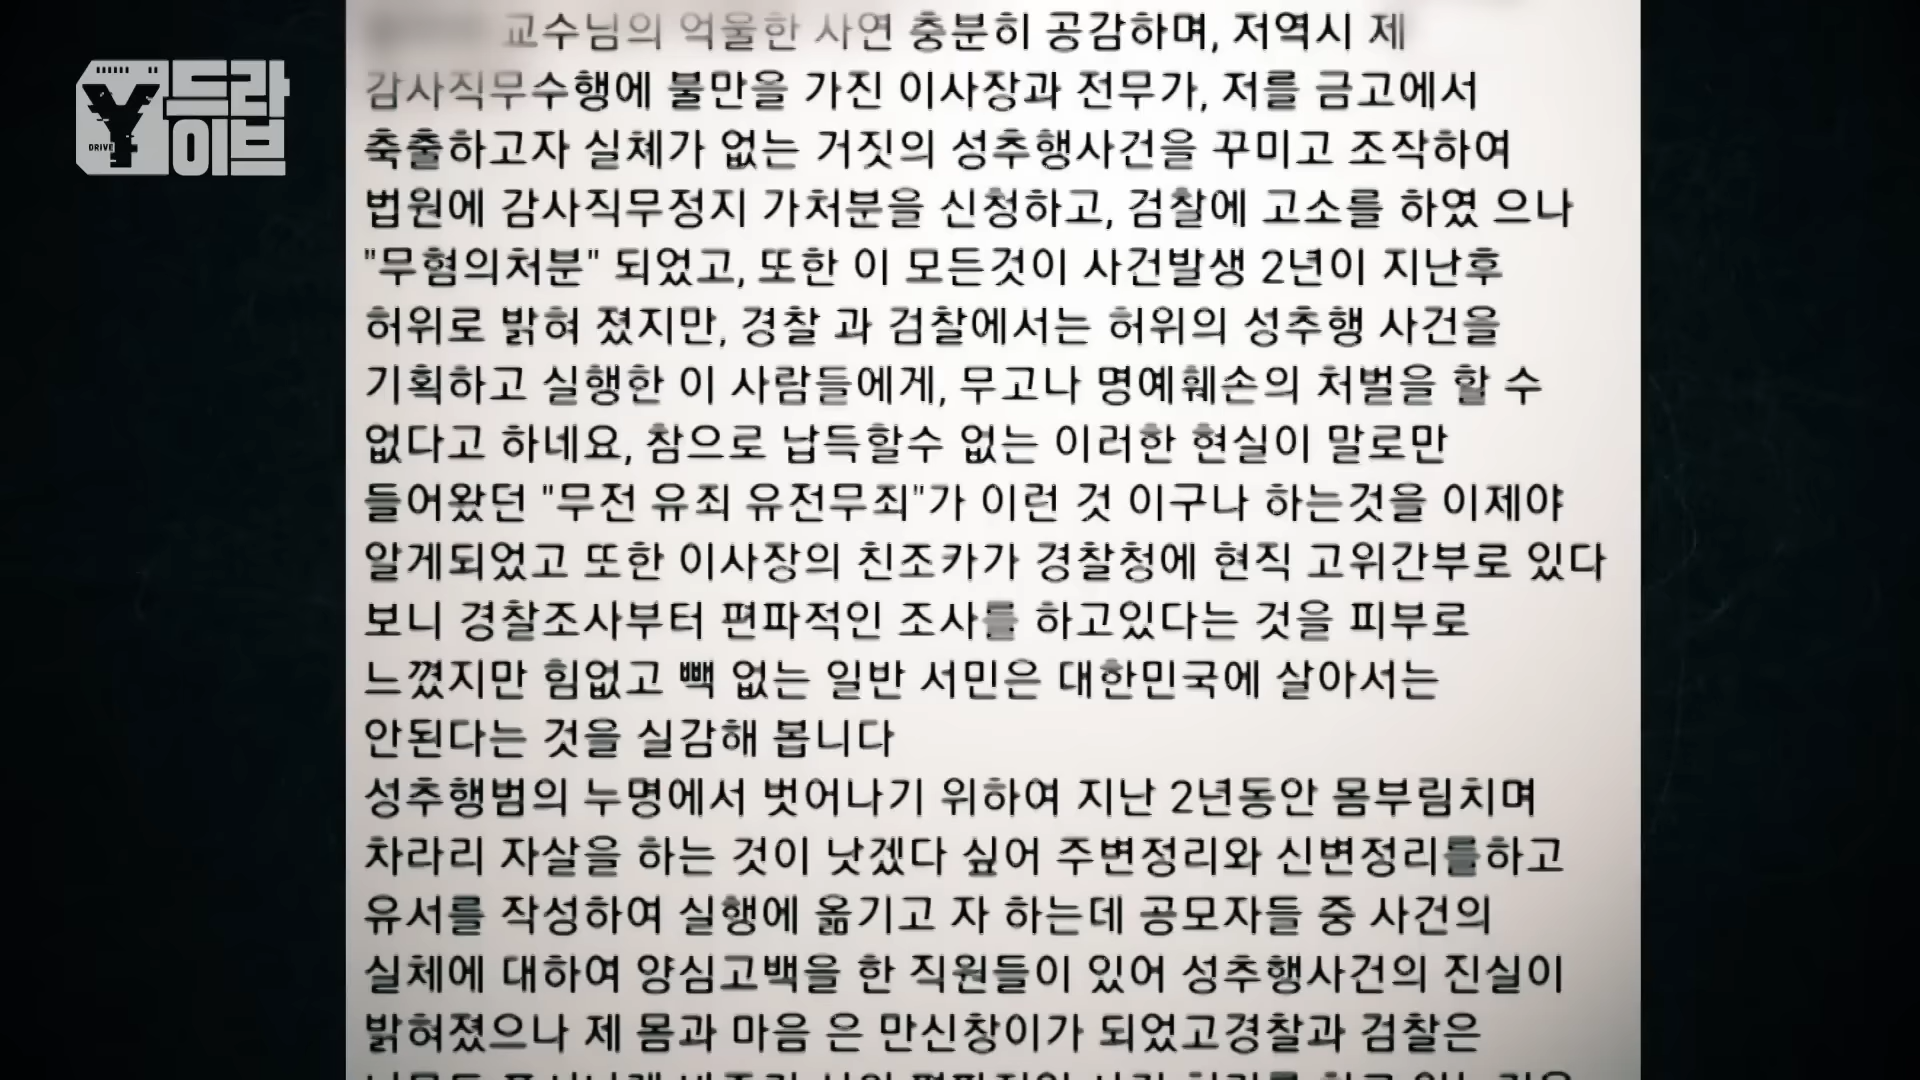 Y
DRIVE
드라이브
교수님의 억울한 사연 충분히 공감하며, 저역시 제
감사직무수행에 불만을 가진 이사장과 전무가, 저를 금고에서
축출하고자 실체가 없는 거짓의 성추행사건을 꾸미고 조작하여
법원에 감사직무정지 가처분을 신청하고, 검찰에 고소를 하였 으나
"무혐의처분" 되었고, 또한 이 모든것이 사건발생 2년이 지난후
허위로 밝혀 졌지만, 경찰 과 검찰에서는 허위의 성추행 사건을
기획하고 실행한 이 사람들에게, 무고나 명예훼손의 처벌을 할 수
없다고 하네요, 참으로 납득할수 없는 이러한 현실이 말로만
들어왔던 "무전 유죄 유전무죄"가 이런 것 이구나 하는것을 이제야
알게되었고 또한 이사장의 친조카가 경찰청에 현직 고위간부로 있다
보니 경찰조사부터 편파적인 조사를 하고있다는 것을 피부로
느꼈지만 힘없고 빽 없는 일반 서민은 대한민국에 살아서는
안된다는 것을 실감해 봅니다
성추행범의 누명에서 벗어나기 위하여 지난 2년동안 몸부림치며
차라리 자살을 하는 것이 낫겠다 싶어 주변정리와 신변정리를하고
유서를 작성하여 실행에 옮기고 자 하는데 공모자들 중 사건의
실체에 대하여 양심고백을 한 직원들이 있어 성추행사건의 진실이
밝혀졌으나 제 몸과 마음 은 만신창이가 되었고경찰과 검찰은